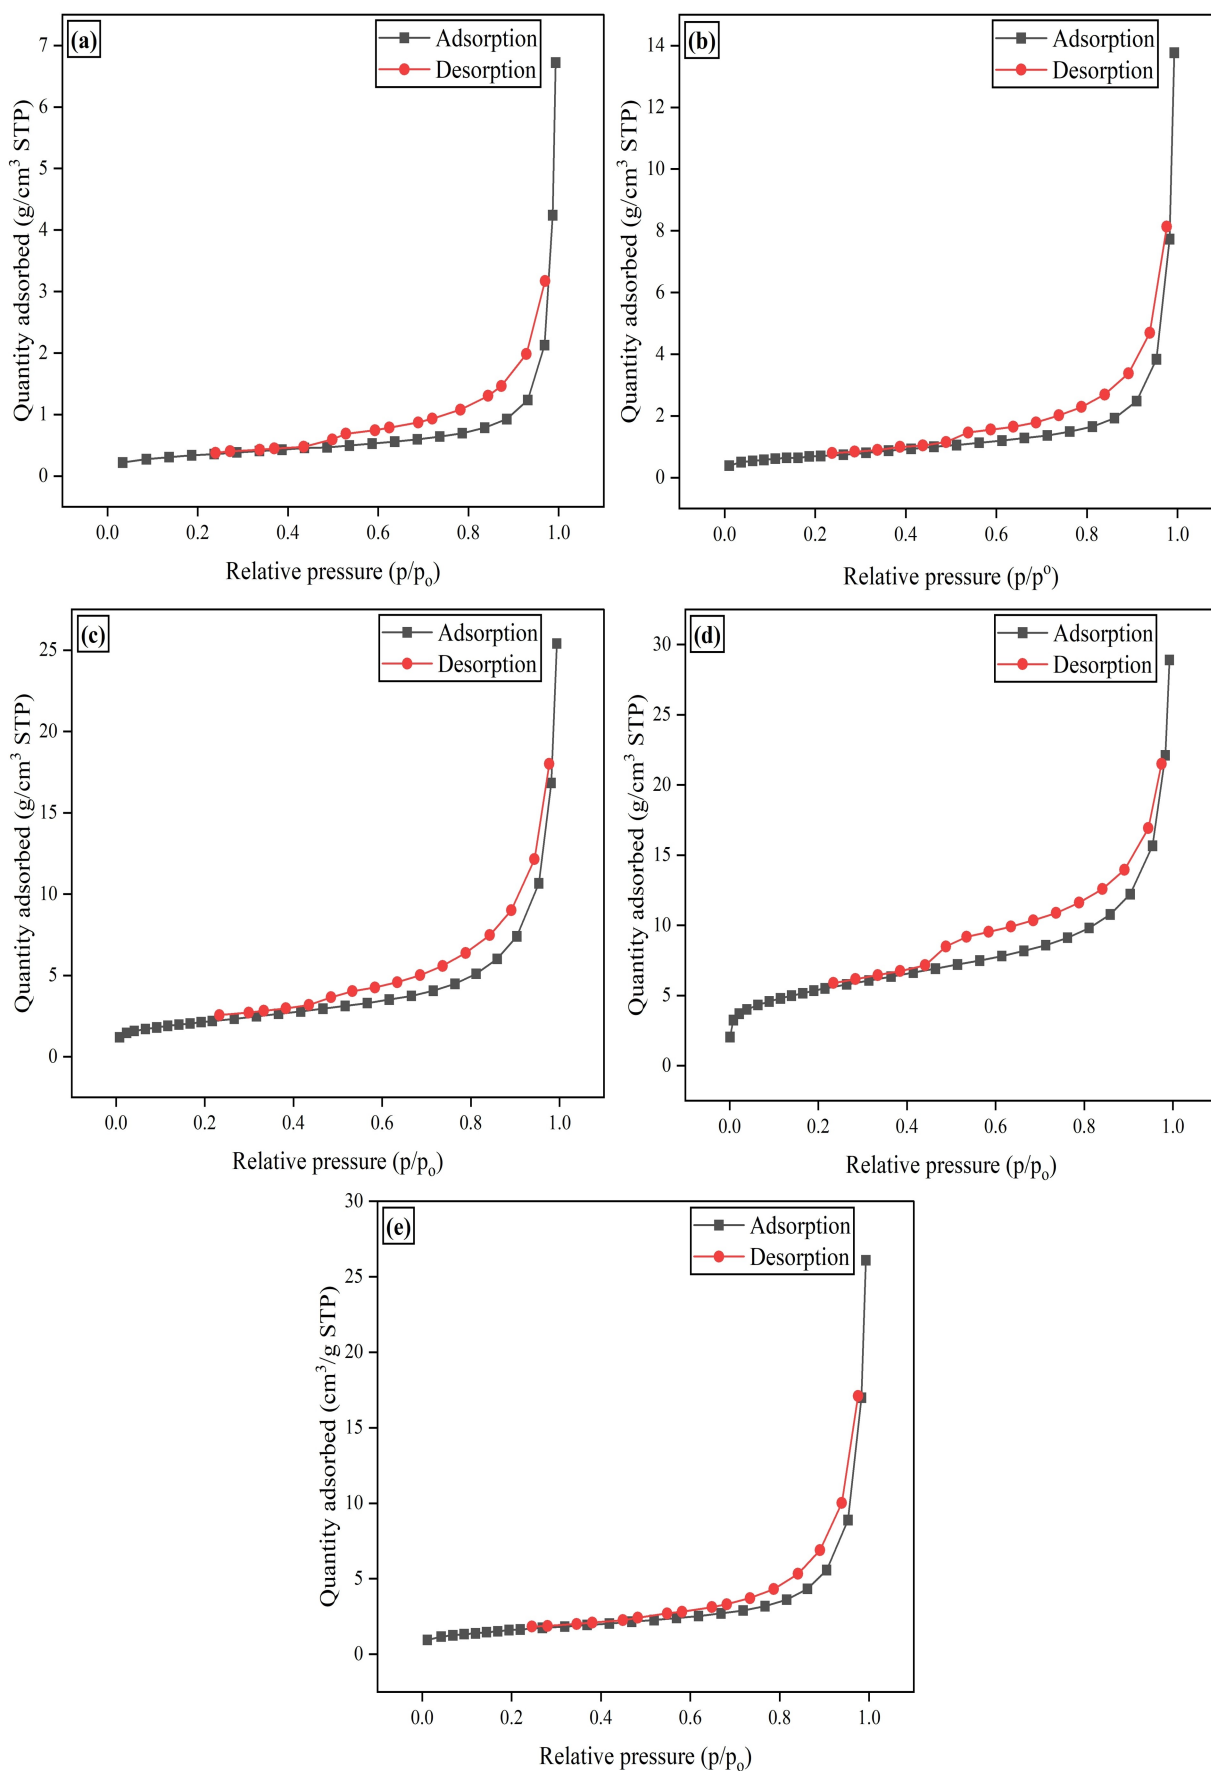 (a)
Adsorption
Desorption
Quantity adsorbed (g/cm³ STP)
7
6
5
4
3
2
1
0
0.0 0.2 0.4 0.6 0.8 1.0
Relative pressure (p/pₒ)
(b)
Adsorption
Desorption
Quantity adsorbed (g/cm³ STP)
14
12
10
8
6
4
2
0
0.0 0.2 0.4 0.6 0.8 1.0
Relative pressure (p/pᵒ)
(c)
Adsorption
Desorption
Quantity adsorbed (g/cm³ STP)
25
20
15
10
5
0
0.0 0.2 0.4 0.6 0.8 1.0
Relative pressure (p/pₒ)
(d)
Adsorption
Desorption
Quantity adsorbed (g/cm³ STP)
30
25
20
15
10
5
0
0.0 0.2 0.4 0.6 0.8 1.0
Relative pressure (p/pₒ)
(e)
Adsorption
Desorption
Quantity adsorbed (cm³/g STP)
30
25
20
15
10
5
0
0.0 0.2 0.4 0.6 0.8 1.0
Relative pressure (p/pₒ)